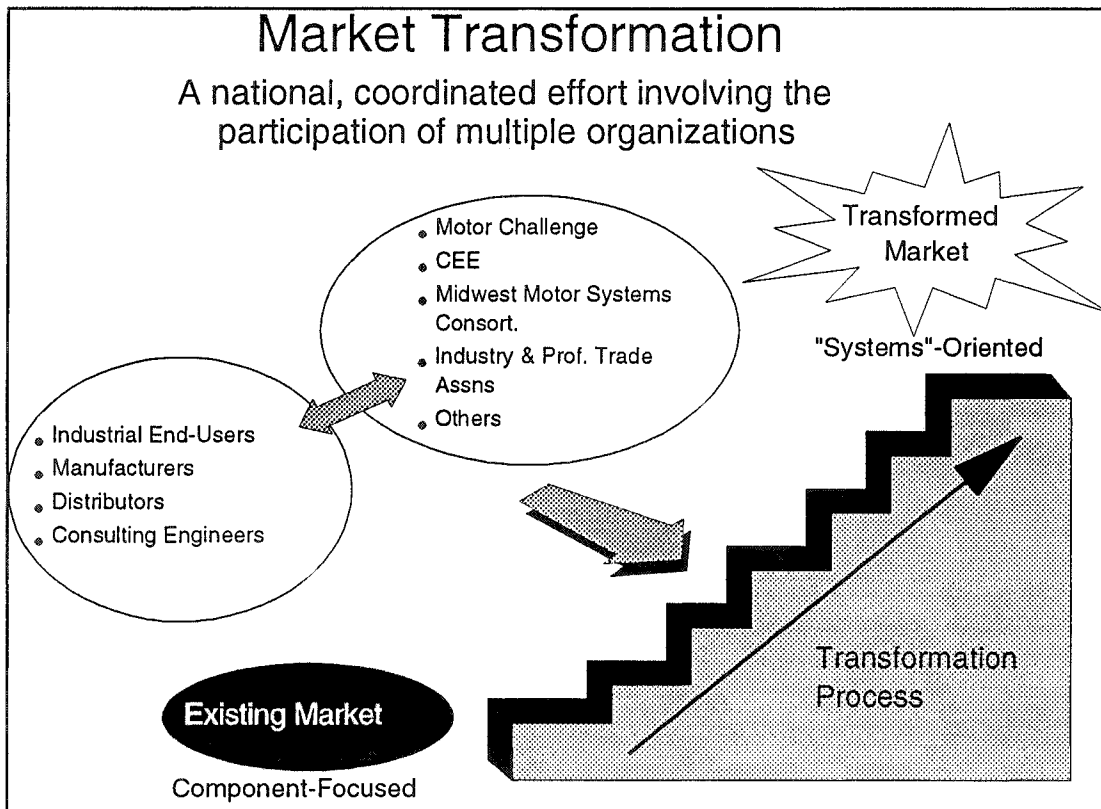 Market Transformation
A national, coordinated effort involving the
participation of multiple organizations
Transformed
Market
"Systems"-Oriented
• Motor Challenge
• CEE
• Midwest Motor Systems
Consort.
• Industry & Prof. Trade
Assns
• Others
• Industrial End-Users
• Manufacturers
• Distributors
• Consulting Engineers
Transformation
Process
Existing Market
Component-Focused